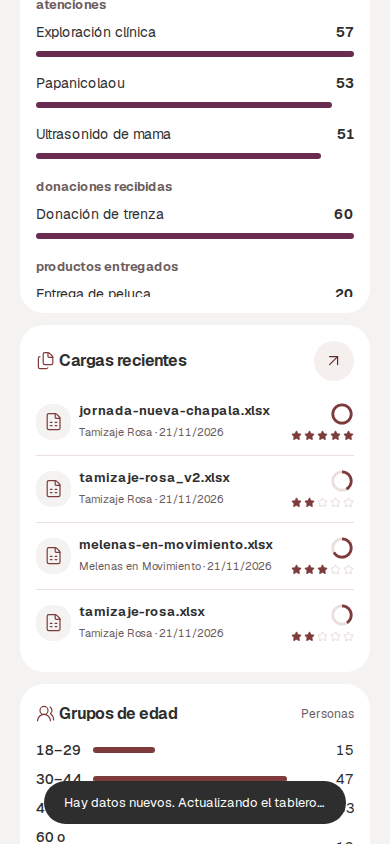 atenciones
Exploración clínica 57
Papanicolaou 53
Ultrasonido de mama 51
donaciones recibidas
Donación de trenza 60
productos entregados
Entrega de peluca 20
Cargas recientes
jornada-nueva-chapala.xlsx
Tamizaje Rosa · 21/11/2026
tamizaje-rosa_v2.xlsx
Tamizaje Rosa · 21/11/2026
melenas-en-movimiento.xlsx
Melenas en Movimiento · 21/11/2026
tamizaje-rosa.xlsx
Tamizaje Rosa · 21/11/2026
Grupos de edad Personas
18–29 15
30–44 47
Hay datos nuevos. Actualizando el tablero…
60 o